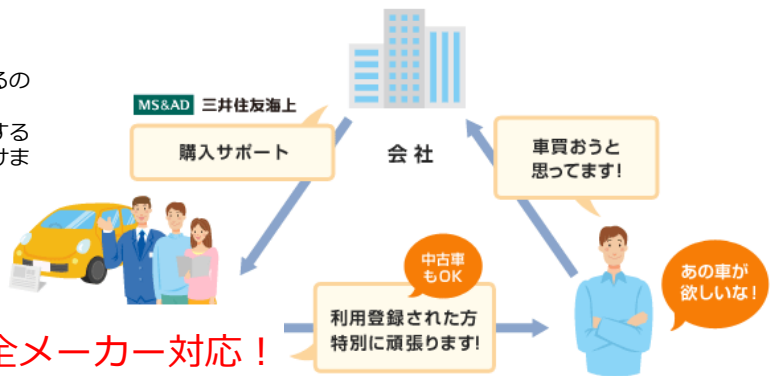 るの
する
けま
MS&AD 三井住友海上
購入サポート
会社
車買おうと
思ってます!
中古車
もOK
あの車が
欲しいな!
利用登録された方
特別に頑張ります!
全メーカー対応！